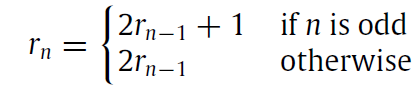 r_n = { 2r_{n−1} + 1 if n is odd
2r_{n−1} otherwise